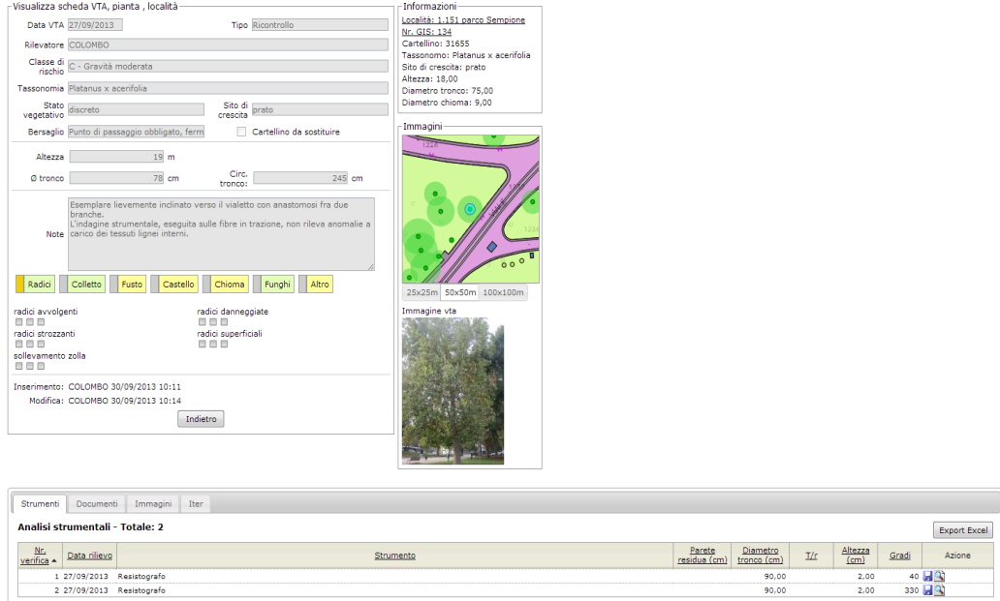 Visualizza scheda VTA, pianta , località
Data VTA 27/09/2013 Tipo Ricontrollo
Rilevatore COLOMBO
Classe di rischio C - Gravità moderata
Tassonomia Platanus x acerifolia
Stato vegetativo discreto Sito di crescita prato
Bersaglio Punto di passaggio obbligato, ferm Cartellino da sostituire
Altezza 19 m
Ø tronco 78 cm Circ. tronco: 245 cm
Note
Esemplare lievemente inclinato verso il vialetto con anastomosi fra due
branche.
L'indagine strumentale, eseguita sulle fibre in trazione, non rileva anomalie a
carico dei tessuti lignei interni.
Radici Colletto Fusto Castello Chioma Funghi Altro
radici avvolgenti radici danneggiate
radici strozzanti radici superficiali
sollevamento zolla
Inserimento: COLOMBO 30/09/2013 10:11
Modifica: COLOMBO 30/09/2013 10:14
Indietro
Informazioni
Località: 1.151 parco Sempione
Nr. GIS: 134
Cartellino: 31655
Tassonomo: Platanus x acerifolia
Sito di crescita: prato
Altezza: 18,00
Diametro tronco: 75,00
Diametro chioma: 9,00
Immagini
25x25m 50x50m 100x100m
Immagine vta
Strumenti Documenti Immagini Iter
Analisi strumentali - Totale: 2
Export Excel
Nr. verifica Data rilievo Strumento Parete residua (cm) Diametro tronco (cm) T/r Altezza (cm) Gradi Azione
1 27/09/2013 Resistografo 90,00 2,00 40
2 27/09/2013 Resistografo 90,00 2,00 330